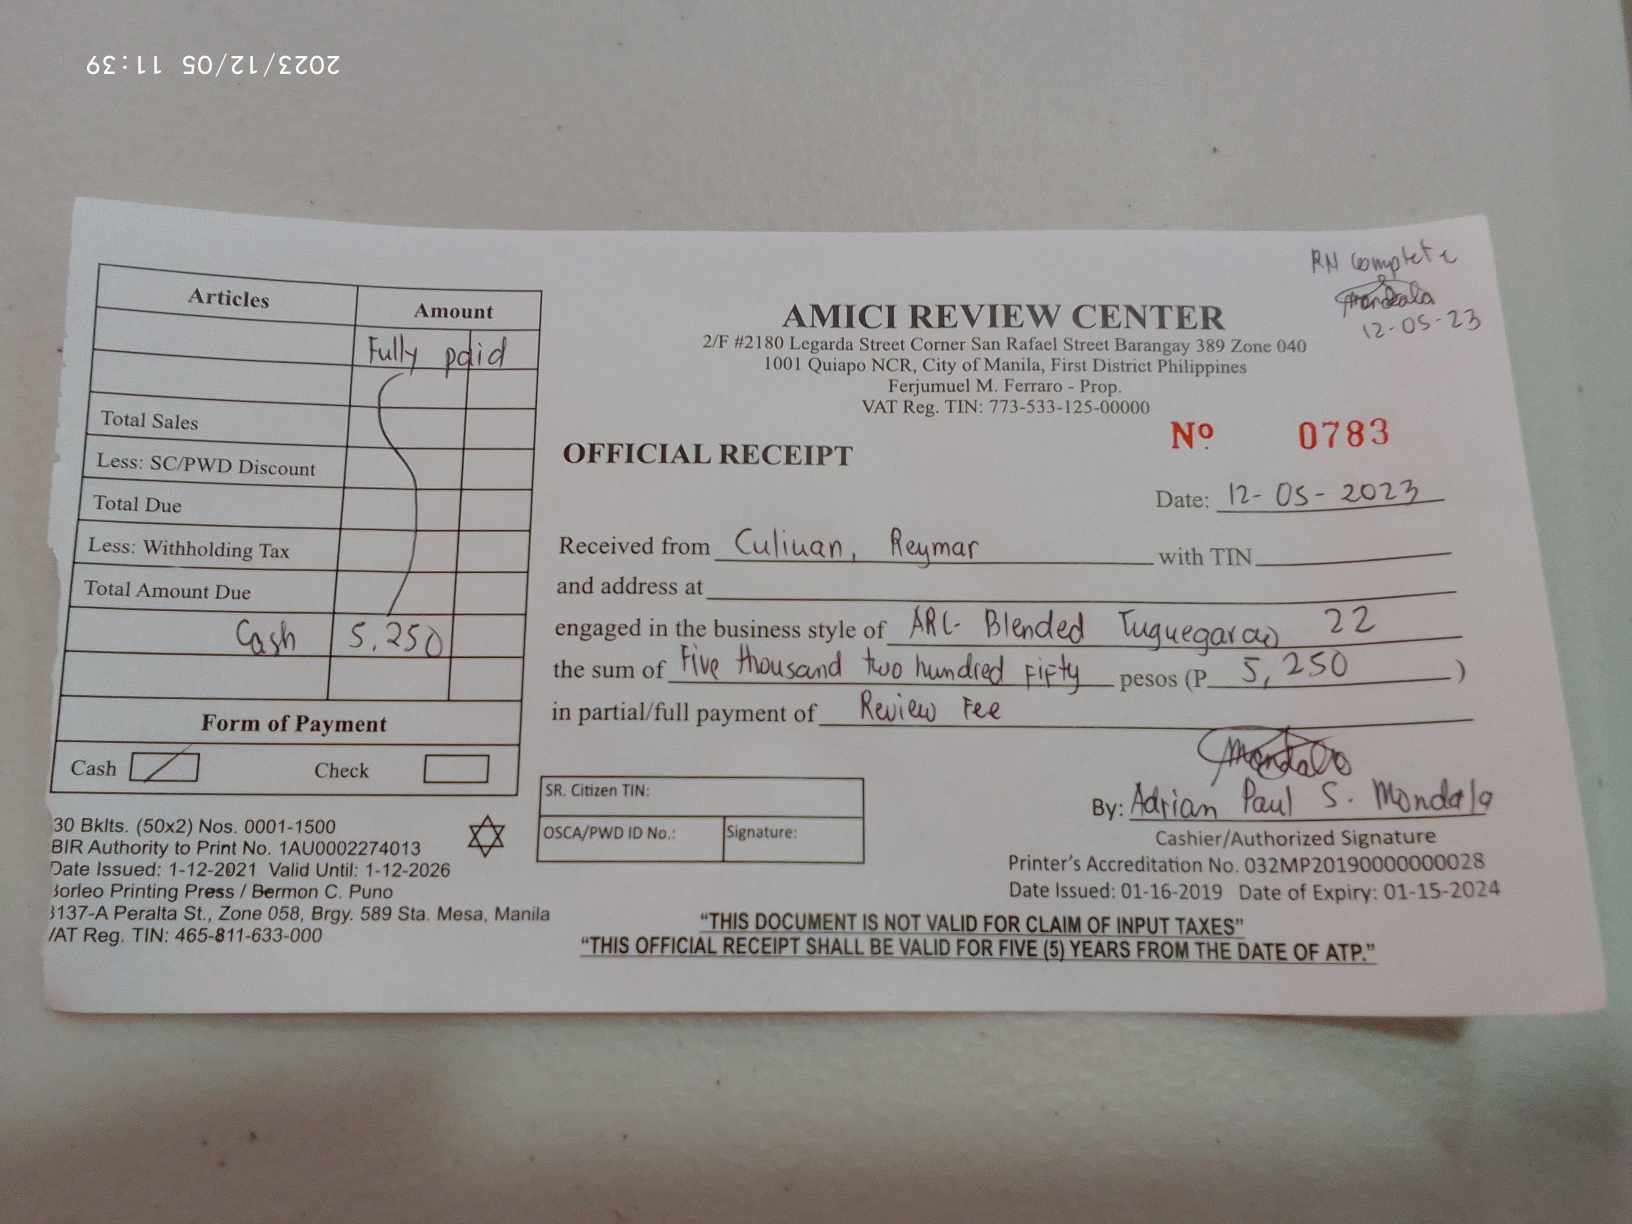 2023/12/05 11:39
RN Complete
Mondala
12-05-23
Articles Amount
Fully paid
Total Sales
Less: SC/PWD Discount
Total Due
Less: Withholding Tax
Total Amount Due
Cash 5,250
Form of Payment
Cash Check
30 Bklts. (50x2) Nos. 0001-1500
BIR Authority to Print No. 1AU0002274013
Date Issued: 1-12-2021 Valid Until: 1-12-2026
Borleo Printing Press / Bermon C. Puno
3137-A Peralta St., Zone 058, Brgy. 589 Sta. Mesa, Manila
VAT Reg. TIN: 465-811-633-000
AMICI REVIEW CENTER
2/F #2180 Legarda Street Corner San Rafael Street Barangay 389 Zone 040
1001 Quiapo NCR, City of Manila, First District Philippines
Ferjumuel M. Ferraro - Prop.
VAT Reg. TIN: 773-533-125-00000
Nº 0783
OFFICIAL RECEIPT
Date: 12-05-2023
Received from Culiuan, Reymar with TIN
and address at
engaged in the business style of ARC- Blended Tuguegarao 22
the sum of Five thousand two hundred Fifty pesos (P 5,250 )
in partial/full payment of Review Fee
Mondala
By: Adrian Paul S. Mondala
Cashier/Authorized Signature
SR. Citizen TIN:
OSCA/PWD ID No.: Signature:
Printer's Accreditation No. 032MP20190000000028
Date Issued: 01-16-2019 Date of Expiry: 01-15-2024
“THIS DOCUMENT IS NOT VALID FOR CLAIM OF INPUT TAXES”
“THIS OFFICIAL RECEIPT SHALL BE VALID FOR FIVE (5) YEARS FROM THE DATE OF ATP.”